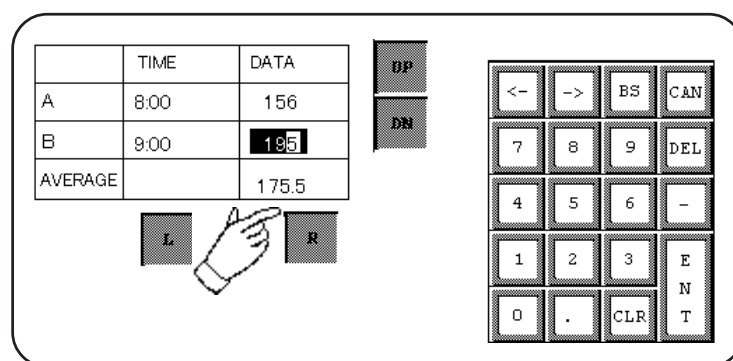 TIME DATA
A 8:00 156
B 9:00 195
AVERAGE 175.5
UP
DN
L R
<- -> BS CAN
7 8 9 DEL
4 5 6 -
1 2 3 ENT
0 . CLR